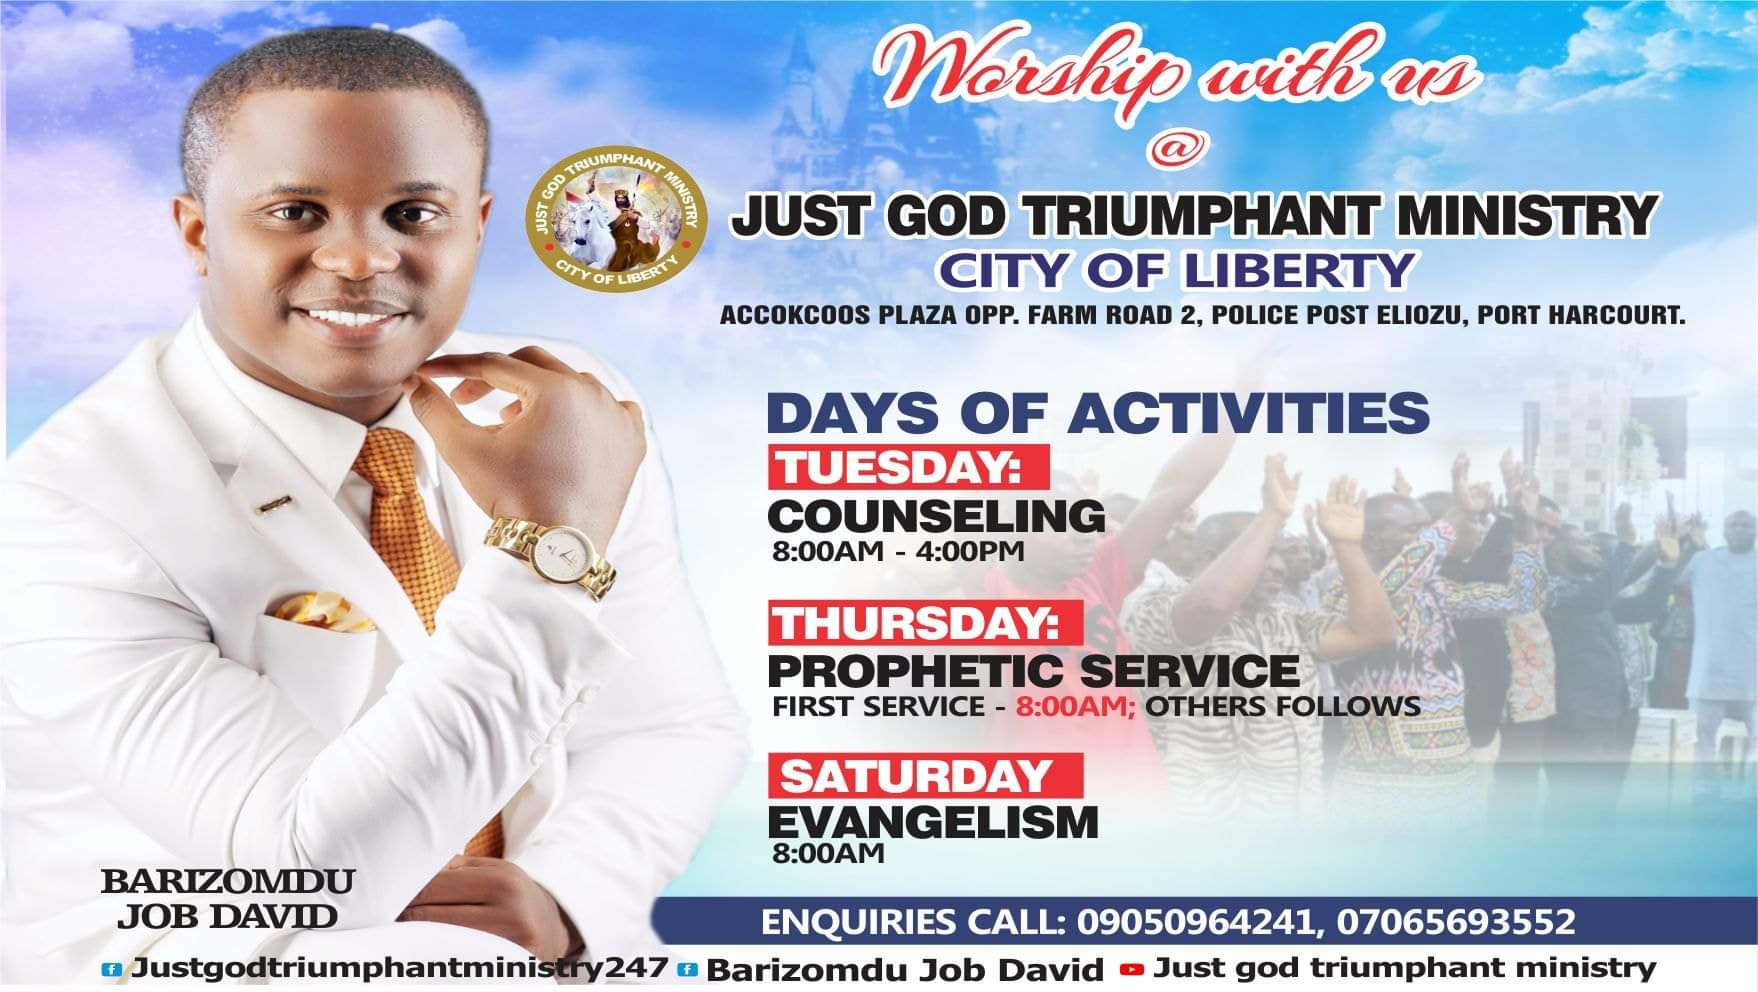 Worship with us
@
JUST GOD TRIUMPHANT MINISTRY
CITY OF LIBERTY
JUST GOD TRIUMPHANT MINISTRY
CITY OF LIBERTY
ACCOKCOOS PLAZA OPP. FARM ROAD 2, POLICE POST ELIOZU, PORT HARCOURT.
DAYS OF ACTIVITIES
TUESDAY:
COUNSELING
8:00AM - 4:00PM
THURSDAY:
PROPHETIC SERVICE
FIRST SERVICE - 8:00AM; OTHERS FOLLOWS
SATURDAY
EVANGELISM
8:00AM
BARIZOMDU
JOB DAVID
ENQUIRIES CALL: 09050964241, 07065693552
Justgodtriumphantministry247 Barizomdu Job David Just god triumphant ministry